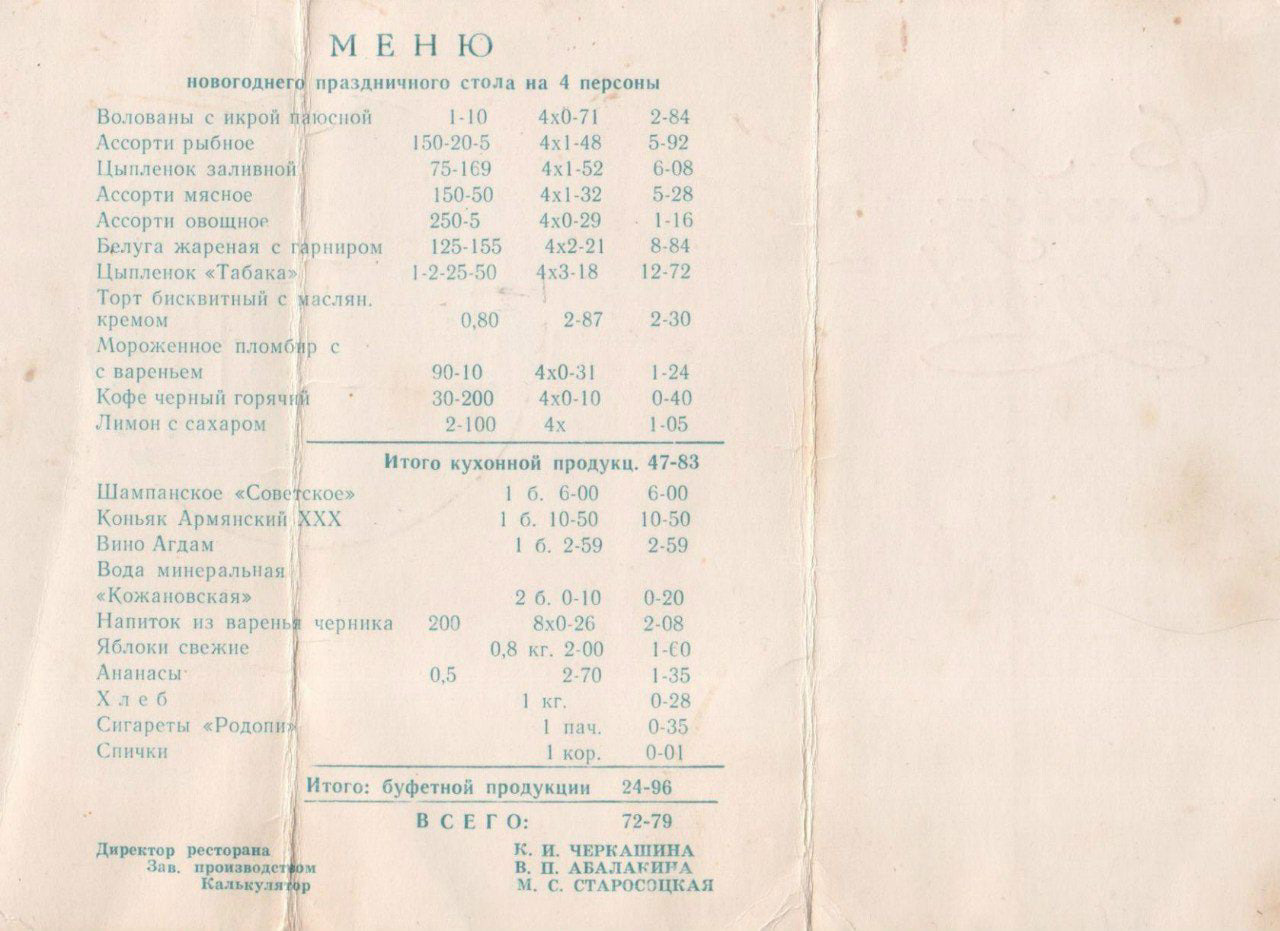 МЕНЮ
новогоднего праздничного стола на 4 персоны
Волованы с икрой паюсной 1-10 4х0-71 2-84
Ассорти рыбное 150-20-5 4х1-48 5-92
Цыпленок заливной 75-169 4х1-52 6-08
Ассорти мясное 150-50 4х1-32 5-28
Ассорти овощное 250-5 4х0-29 1-16
Белуга жареная с гарниром 125-155 4х2-21 8-84
Цыпленок «Табака» 1-2-25-50 4х3-18 12-72
Торт бисквитный с маслян.
кремом 0,80 2-87 2-30
Мороженное пломбир с
с вареньем 90-10 4х0-31 1-24
Кофе черный горячий 30-200 4х0-10 0-40
Лимон с сахаром 2-100 4х 1-05
Итого кухонной продукц. 47-83
Шампанское «Советское» 1 б. 6-00 6-00
Коньяк Армянский ХХХ 1 б. 10-50 10-50
Вино Агдам 1 б. 2-59 2-59
Вода минеральная
«Кожановская» 2 б. 0-10 0-20
Напиток из варенья черника 200 8х0-26 2-08
Яблоки свежие 0,8 кг. 2-00 1-60
Ананасы 0,5 2-70 1-35
Хлеб 1 кг. 0-28
Сигареты «Родопи» 1 пач. 0-35
Спички 1 кор. 0-01
Итого: буфетной продукции 24-96
ВСЕГО: 72-79
Директор ресторана К. И. ЧЕРКАШИНА
Зав. производством В. П. АБАЛАКИНА
Калькулятор М. С. СТАРОСОЦКАЯ